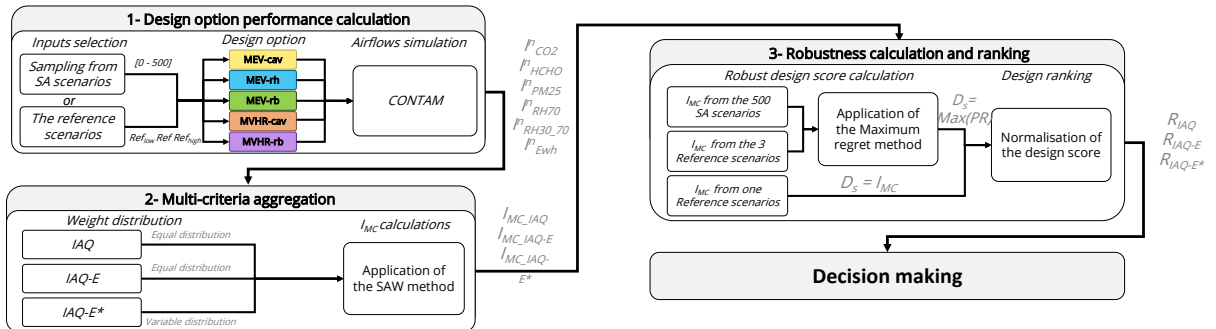 1- Design option performance calculation
Inputs selection
Design option
Airflows simulation
Sampling from
SA scenarios
[0 - 500]
or
The reference
scenarios
Ref_low Ref Ref_high
MEV-cav
MEV-rh
MEV-rb
MVHR-cav
MVHR-rb
CONTAM
I^n_CO2
I^n_HCHO
I^n_PM25
I^n_RH70
I^n_RH30_70
I^n_Ewh
2- Multi-criteria aggregation
Weight distribution
I_MC calculations
IAQ
Equal distribution
IAQ-E
Equal distribution
IAQ-E*
Variable distribution
Application of
the SAW method
I_MC_IAQ
I_MC_IAQ-E
I_MC_IAQ-
E*
3- Robustness calculation and ranking
Robust design score calculation
Design ranking
I_MC from the 500
SA scenarios
I_MC from the 3
Reference scenarios
I_MC from one
Reference scenarios
Application of
the Maximum
regret method
D_s=
Max(PR)
D_s = I_MC
Normalisation of
the design score
R_IAQ
R_IAQ-E
R_IAQ-E*
Decision making